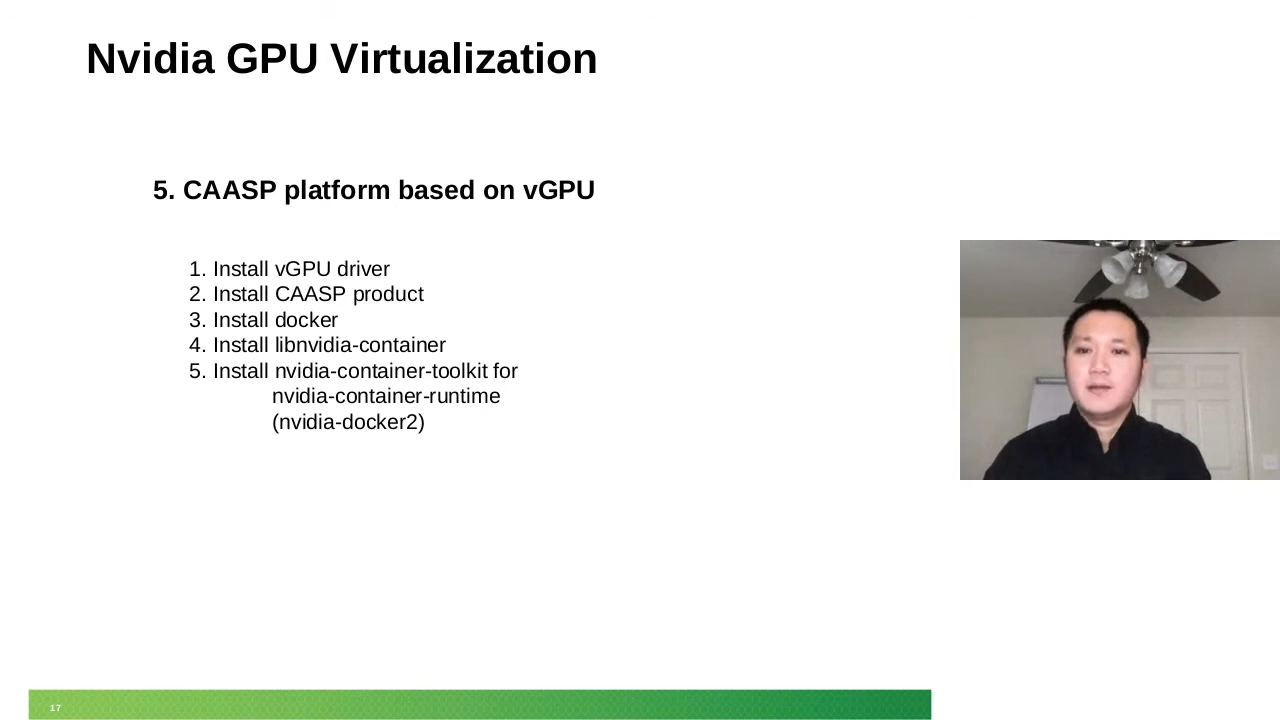 Nvidia GPU Virtualization
5. CAASP platform based on vGPU
1. Install vGPU driver
2. Install CAASP product
3. Install docker
4. Install libnvidia-container
5. Install nvidia-container-toolkit for
nvidia-container-runtime
(nvidia-docker2)
17